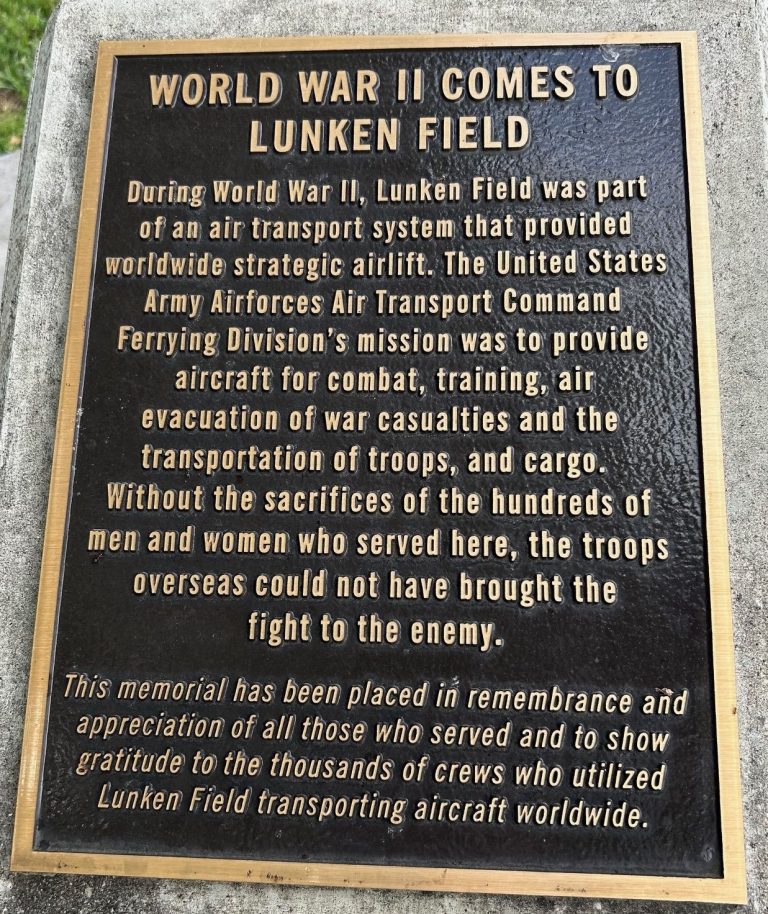 WORLD WAR II COMES TO
LUNKEN FIELD
During World War II, Lunken Field was part
of an air transport system that provided
worldwide strategic airlift. The United States
Army Airforces Air Transport Command
Ferrying Division's mission was to provide
aircraft for combat, training, air
evacuation of war casualties and the
transportation of troops, and cargo.
Without the sacrifices of the hundreds of
men and women who served here, the troops
overseas could not have brought the
fight to the enemy.
This memorial has been placed in remembrance and
appreciation of all those who served and to show
gratitude to the thousands of crews who utilized
Lunken Field transporting aircraft worldwide.